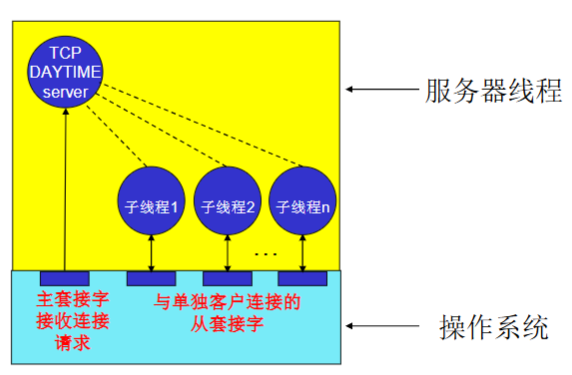 TCP
DAYTIME
server
服务器线程
子线程1
子线程2
子线程n
...
主套接字
接收连接
请求
与单独客户连接的
从套接字
操作系统